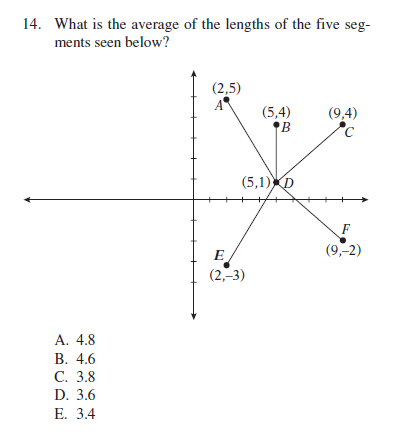 14. What is the average of the lengths of the five seg-
ments seen below?
(2,5)
A
(5,4)
B
(9,4)
C
(5,1)
D
F
(9,–2)
E
(2,–3)
A. 4.8
B. 4.6
C. 3.8
D. 3.6
E. 3.4